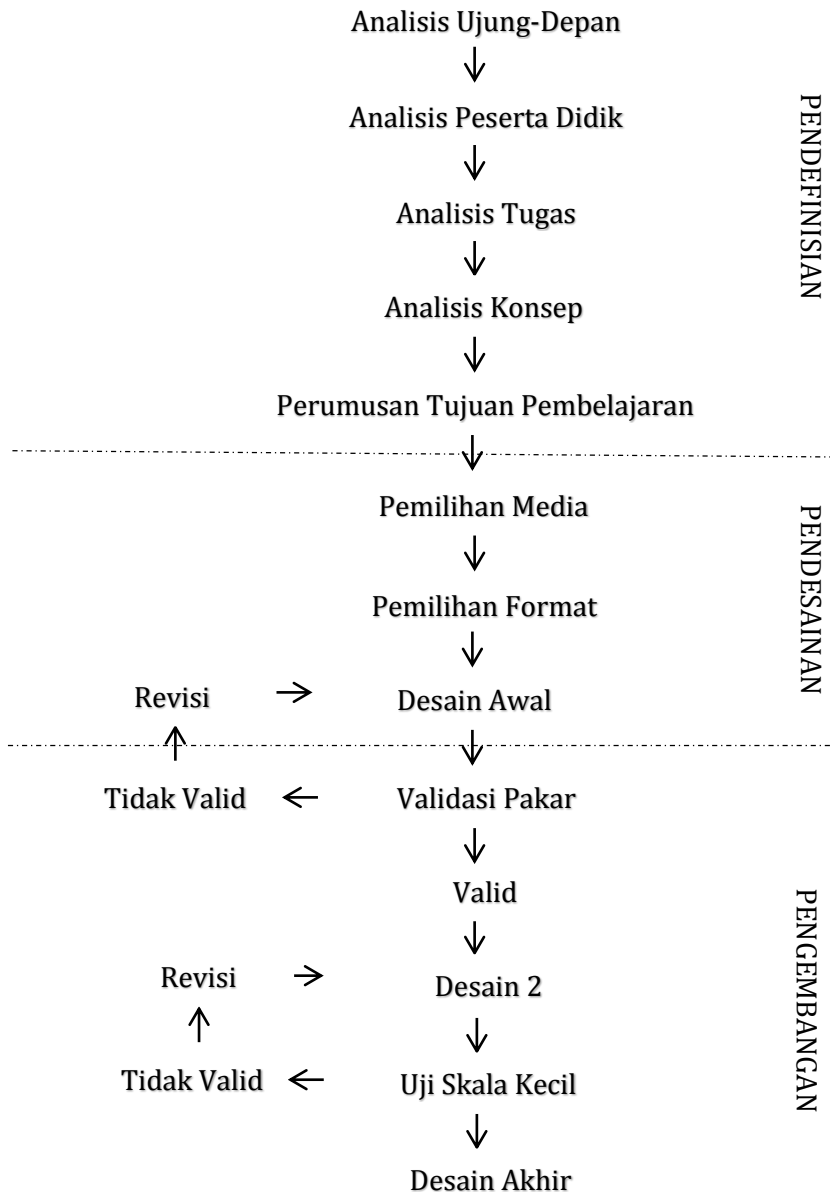 Analisis Ujung-Depan
Analisis Peserta Didik
Analisis Tugas
Analisis Konsep
Perumusan Tujuan Pembelajaran
PENDEFINISIAN
Pemilihan Media
Pemilihan Format
Revisi
Desain Awal
PENDESAINAN
Tidak Valid
Validasi Pakar
Valid
Revisi
Desain 2
Tidak Valid
Uji Skala Kecil
Desain Akhir
PENGEMBANGAN